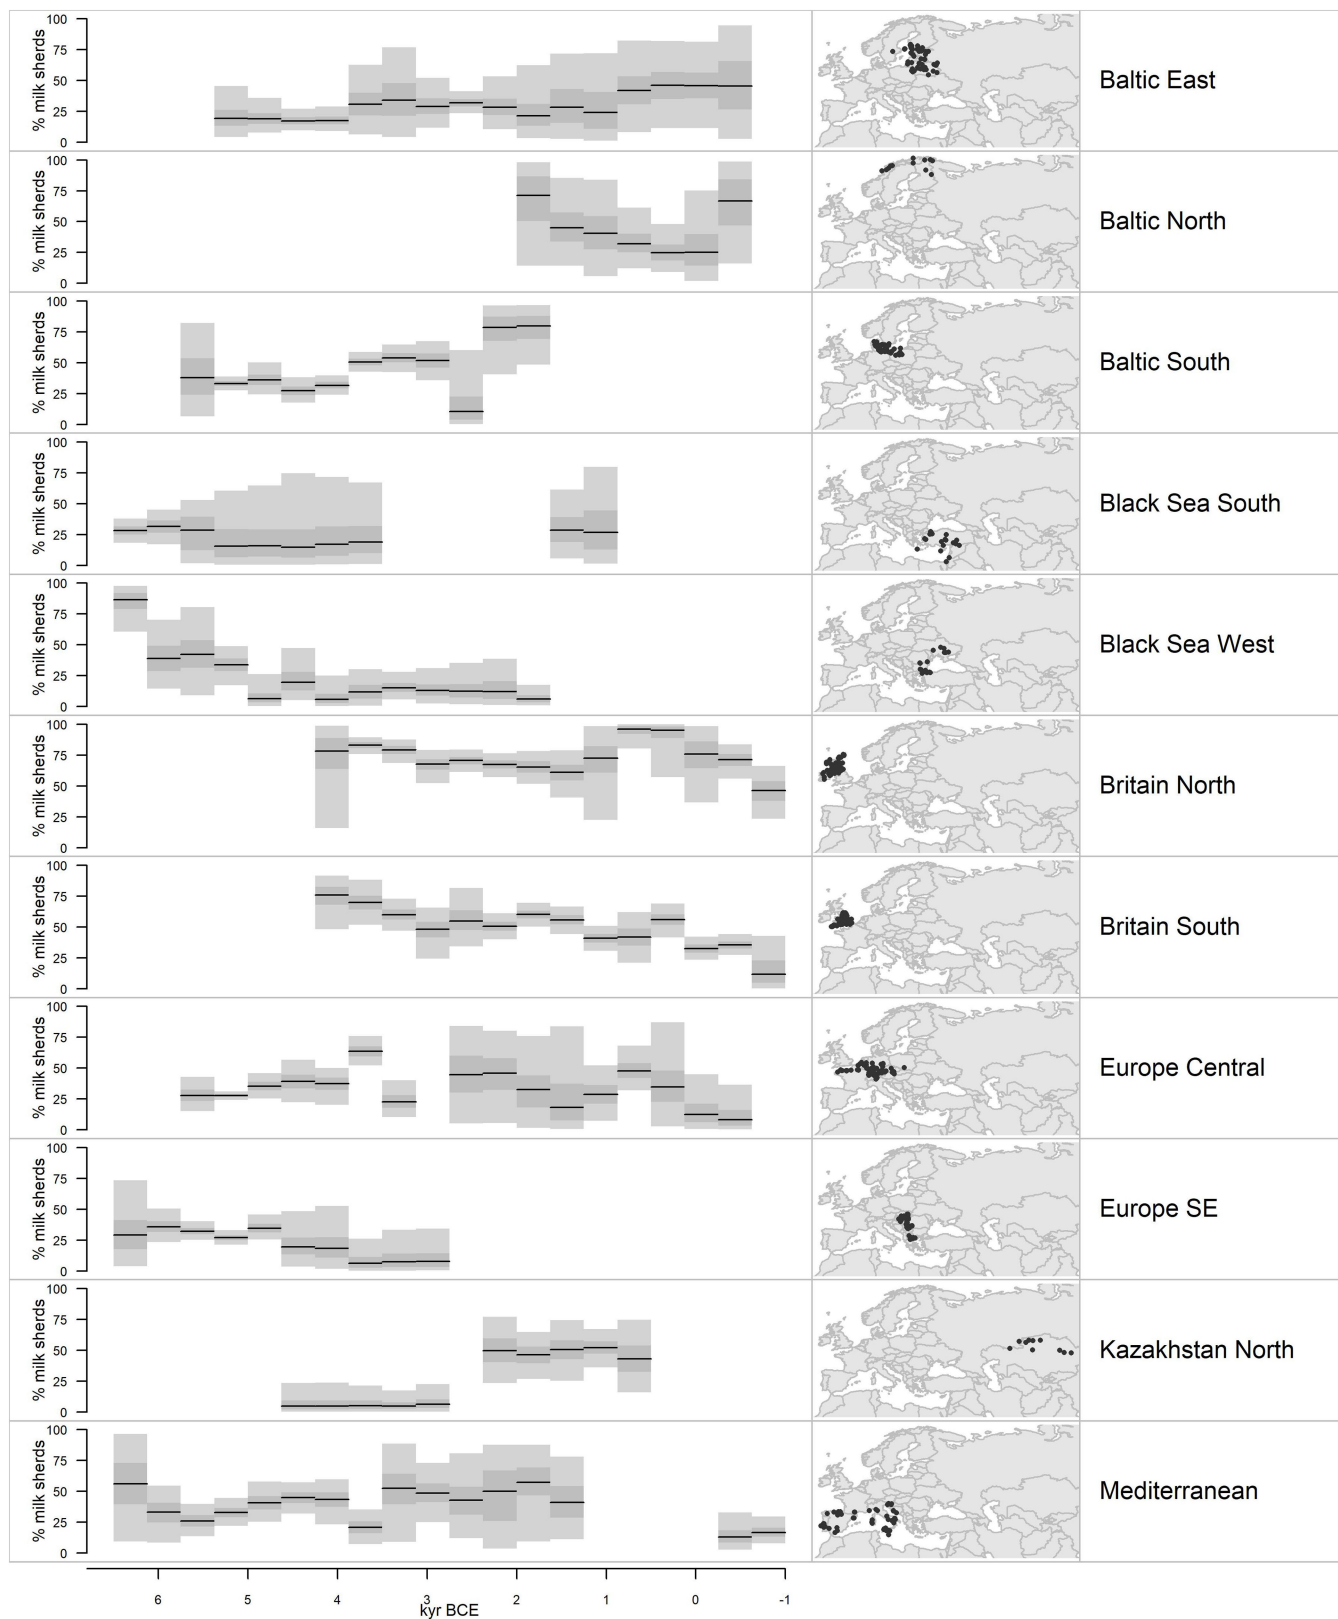 100
75
50
25
0
% milk sherds
Baltic East
100
75
50
25
0
% milk sherds
Baltic North
100
75
50
25
0
% milk sherds
Baltic South
100
75
50
25
0
% milk sherds
Black Sea South
100
75
50
25
0
% milk sherds
Black Sea West
100
75
50
25
0
% milk sherds
Britain North
100
75
50
25
0
% milk sherds
Britain South
100
75
50
25
0
% milk sherds
Europe Central
100
75
50
25
0
% milk sherds
Europe SE
100
75
50
25
0
% milk sherds
Kazakhstan North
100
75
50
25
0
% milk sherds
Mediterranean
6 5 4 3 2 1 0 -1
kyr BCE